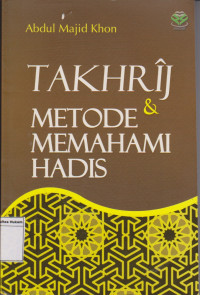 Abdul Majid Khon
TAKHRÎJ
&
METODE
MEMAHAMI
HADIS